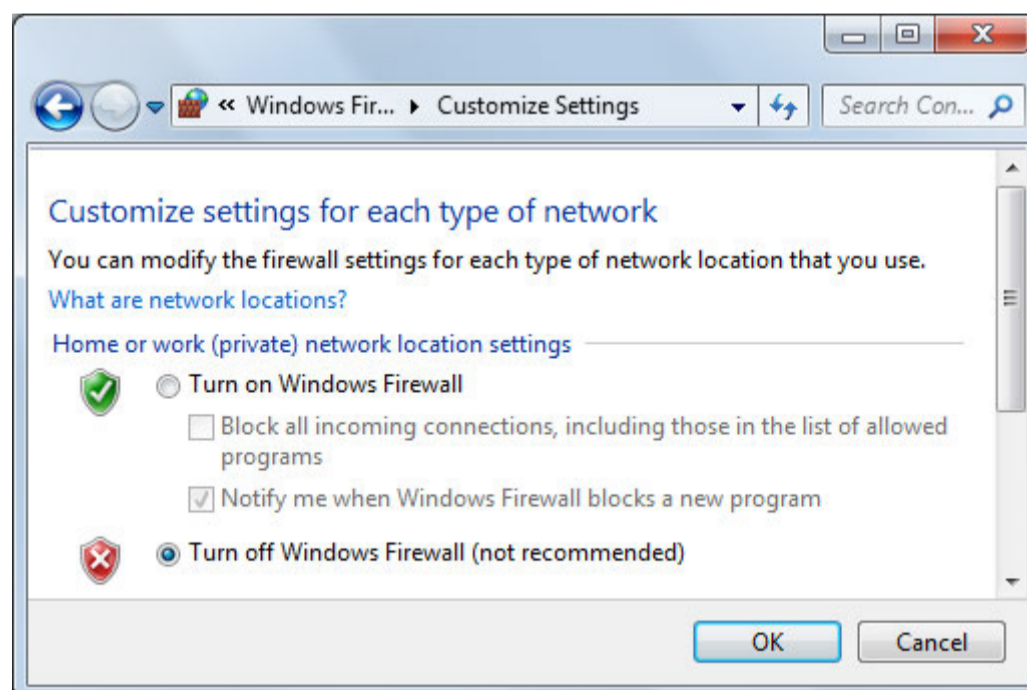 « Windows Fir... ▸ Customize Settings
Search Con...
Customize settings for each type of network
You can modify the firewall settings for each type of network location that you use.
What are network locations?
Home or work (private) network location settings
Turn on Windows Firewall
Block all incoming connections, including those in the list of allowed
programs
Notify me when Windows Firewall blocks a new program
Turn off Windows Firewall (not recommended)
OK
Cancel